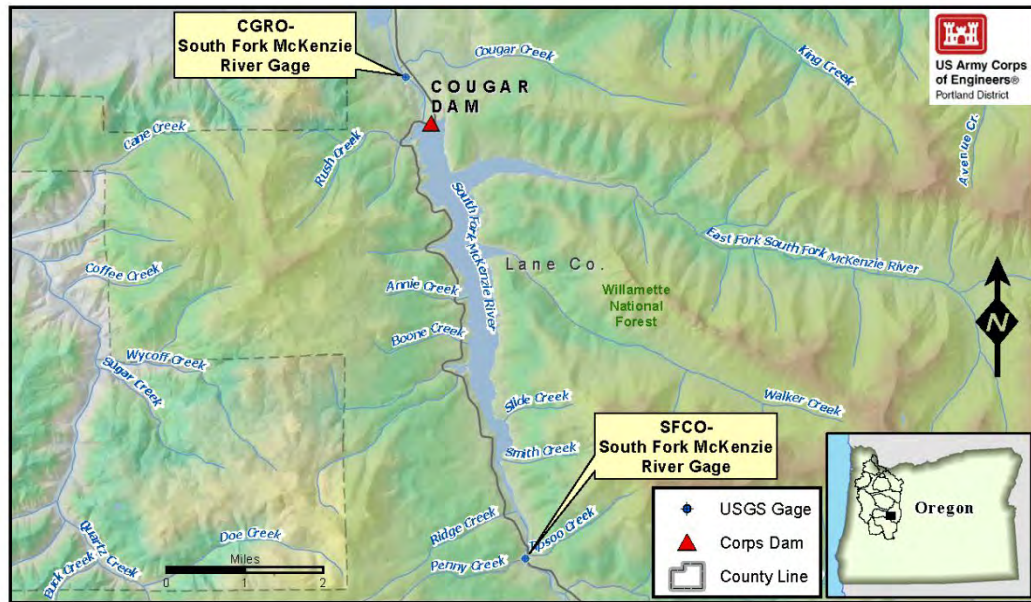 CGRO-
South Fork McKenzie
River Gage
Cougar Creek
King Creek
US Army Corps
of Engineers®
Portland District
COUGAR
DAM
Cane Creek
Rush Creek
Avenue Cr.
South Fork McKenzie River
East Fork South Fork
McKenzie River
Lane Co.
Coffee Creek
Annie Creek
Willamette
National
Forest
N
Boone Creek
Wycoff Creek
Sugar Creek
Walker Creek
Slide Creek
SFCO-
South Fork McKenzie
River Gage
Smith Creek
Ridge Creek
Tipsoo Creek
Penny Creek
Quartz Creek
Buck Creek
Doe Creek
Miles
0 1 2
USGS Gage
Corps Dam
County Line
Oregon